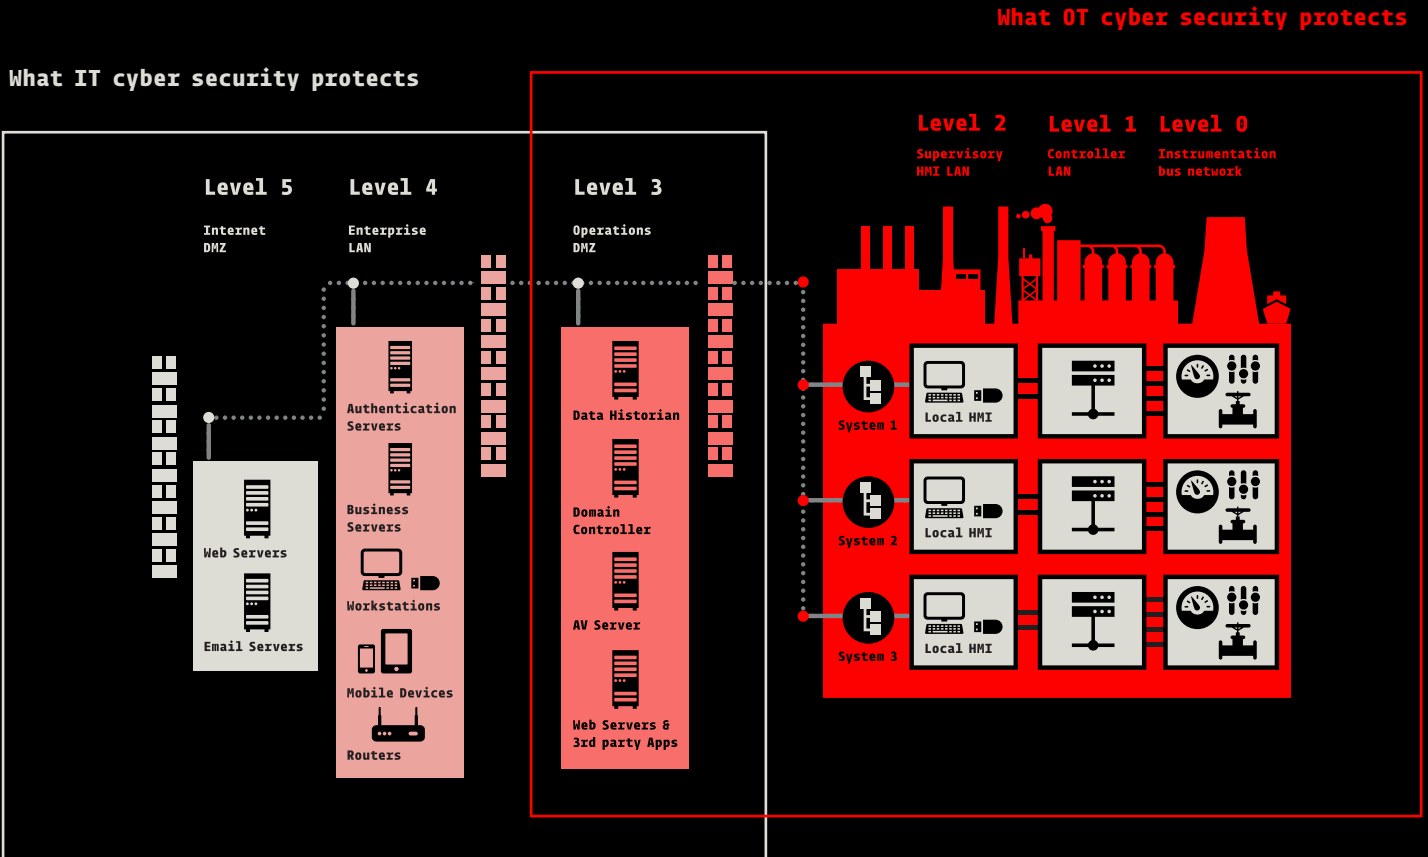 What OT cyber security protects
What IT cyber security protects
Level 5
Internet
DMZ
Level 4
Enterprise
LAN
Level 3
Operations
DMZ
Level 2
Supervisory
HMI LAN
Level 1
Controller
LAN
Level 0
Instrumentation
bus network
Web Servers
Email Servers
Authentication
Servers
Business
Servers
Workstations
Mobile Devices
Routers
Data Historian
Domain
Controller
AV Server
Web Servers &
3rd party Apps
System 1
Local HMI
System 2
Local HMI
System 3
Local HMI